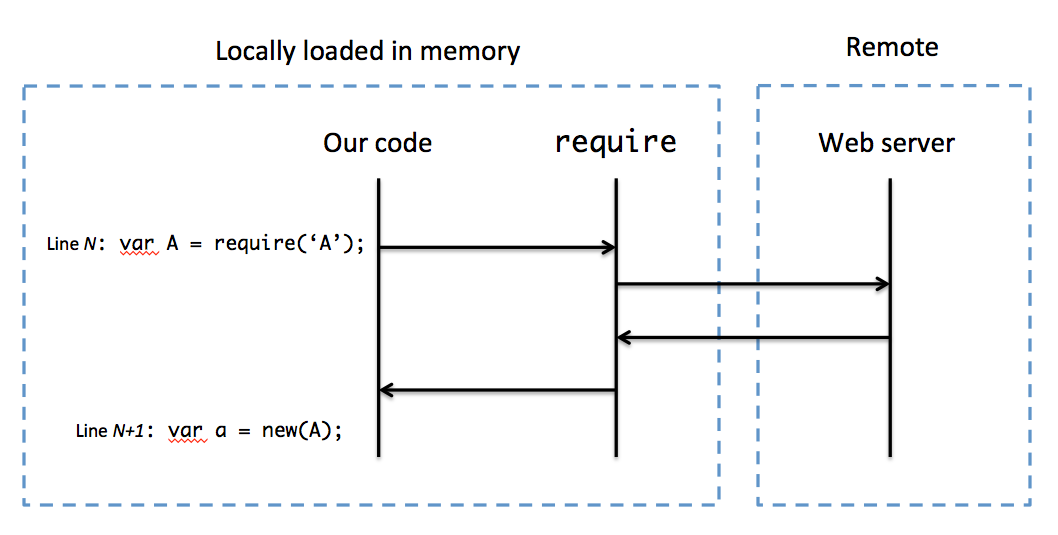 Locally loaded in memory
Remote
Our code
require
Web server
Line N: var A = require(‘A’);
Line N+1: var a = new(A);